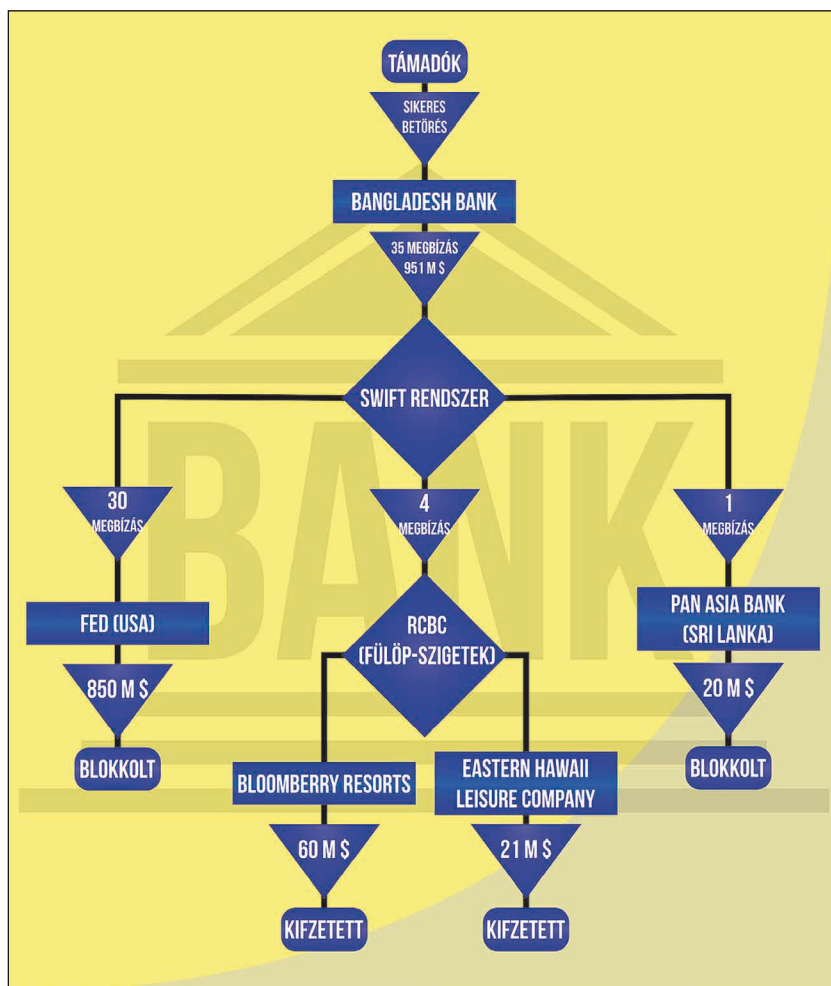 TÁMADÓK
SIKERES
BETÖRÉS
BANGLADESH BANK
35 MEGBÍZÁS
951 M $
SWIFT RENDSZER
30
MEGBÍZÁS
4
MEGBÍZÁS
1
MEGBÍZÁS
BANK
FED (USA)
RCBC
(FÜLÖP-SZIGETEK)
PAN ASIA BANK
(SRI LANKA)
850 M $
20 M $
BLOKKOLT
BLOKKOLT
BLOOMBERRY RESORTS
EASTERN HAWAII
LEISURE COMPANY
60 M $
21 M $
KIFZETETT
KIFZETETT